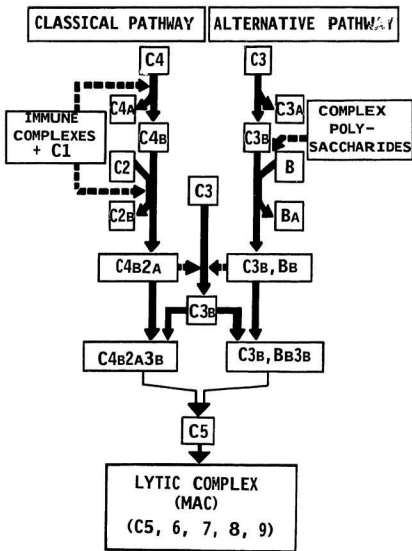 CLASSICAL PATHWAY
ALTERNATIVE PATHWAY
C4
C3
C4A
C3A
IMMUNE
COMPLEXES
+ C1
COMPLEX
POLY-
SACCHARIDES
C4B
C3B
C2
B
C3
C2B
BA
C4B2A
C3B,BB
C3B
C4B2A3B
C3B,BB3B
C5
LYTIC COMPLEX
(MAC)
(C5, 6, 7, 8, 9)